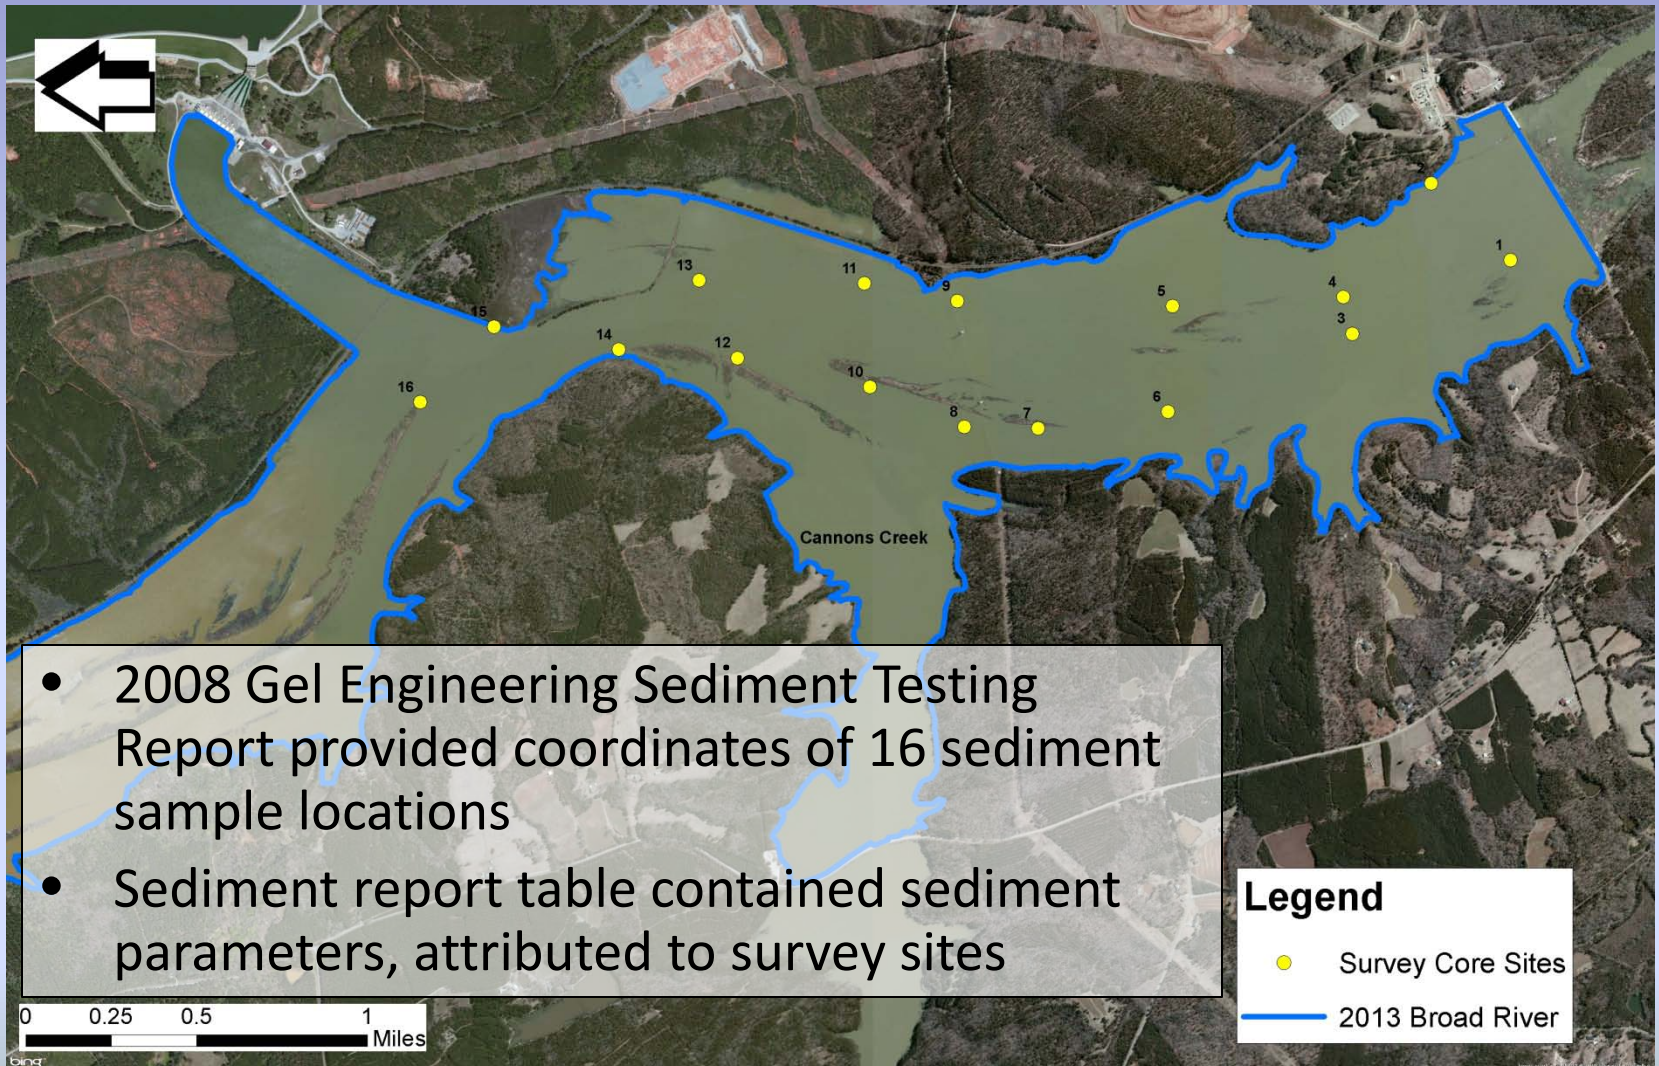 13
11
9
5
4
1
3
15
14
12
10
16
8
7
6
Cannons Creek
• 2008 Gel Engineering Sediment Testing
Report provided coordinates of 16 sediment
sample locations
• Sediment report table contained sediment
parameters, attributed to survey sites
Legend
Survey Core Sites
2013 Broad River
0 0.25 0.5 1
Miles
bing